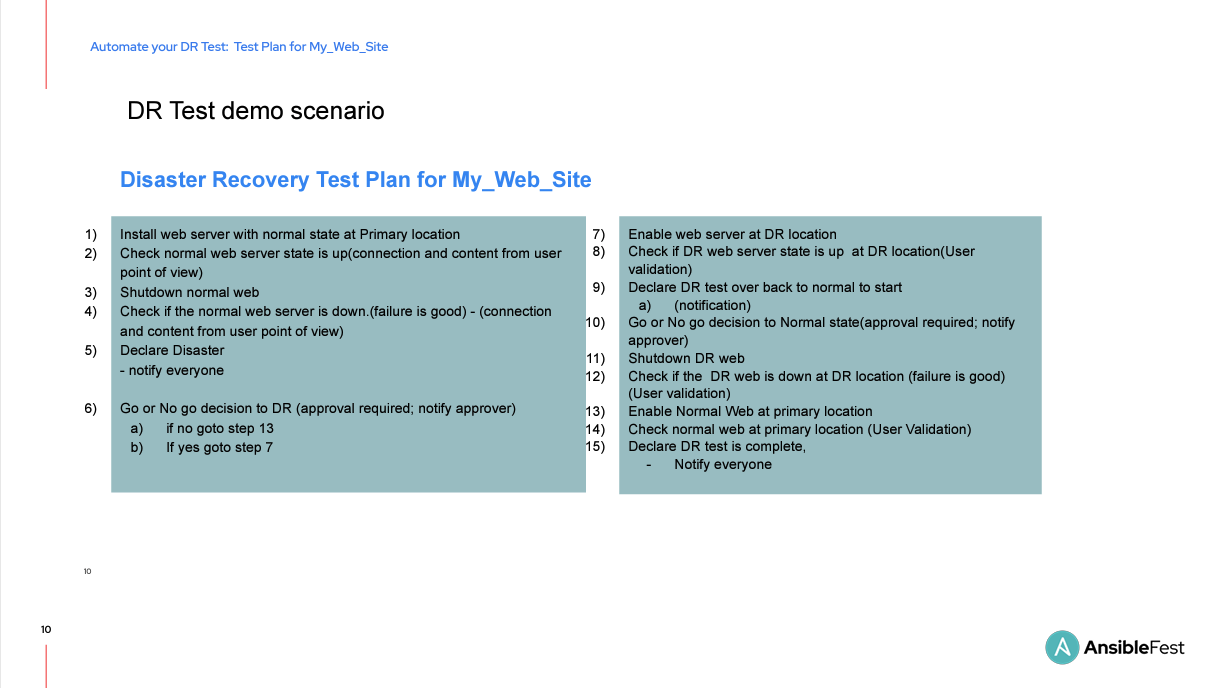 Automate your DR Test:  Test Plan for My_Web_Site
DR Test demo scenario
Disaster Recovery Test Plan for My_Web_Site
1) Install web server with normal state at Primary location
2) Check normal web server state is up(connection and content from user
point of view)
3) Shutdown normal web
4) Check if the normal web server is down.(failure is good) - (connection
and content from user point of view)
5) Declare Disaster
- notify everyone
6) Go or No go decision to DR (approval required; notify approver)
a) if no goto step 13
b) If yes goto step 7
7) Enable web server at DR location
8) Check if DR web server state is up  at DR location(User
validation)
9) Declare DR test over back to normal to start
a) (notification)
10) Go or No go decision to Normal state(approval required; notify
approver)
11) Shutdown DR web
12) Check if the  DR web is down at DR location (failure is good)
(User validation)
13) Enable Normal Web at primary location
14) Check normal web at primary location (User Validation)
15) Declare DR test is complete,
- Notify everyone
10
10
AnsibleFest